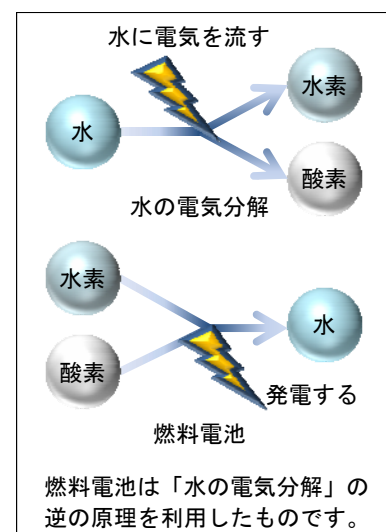 水に電気を流す
水素
水
酸素
水の電気分解
水素
水
酸素
発電する
燃料電池
燃料電池は「水の電気分解」の
逆の原理を利用したものです。